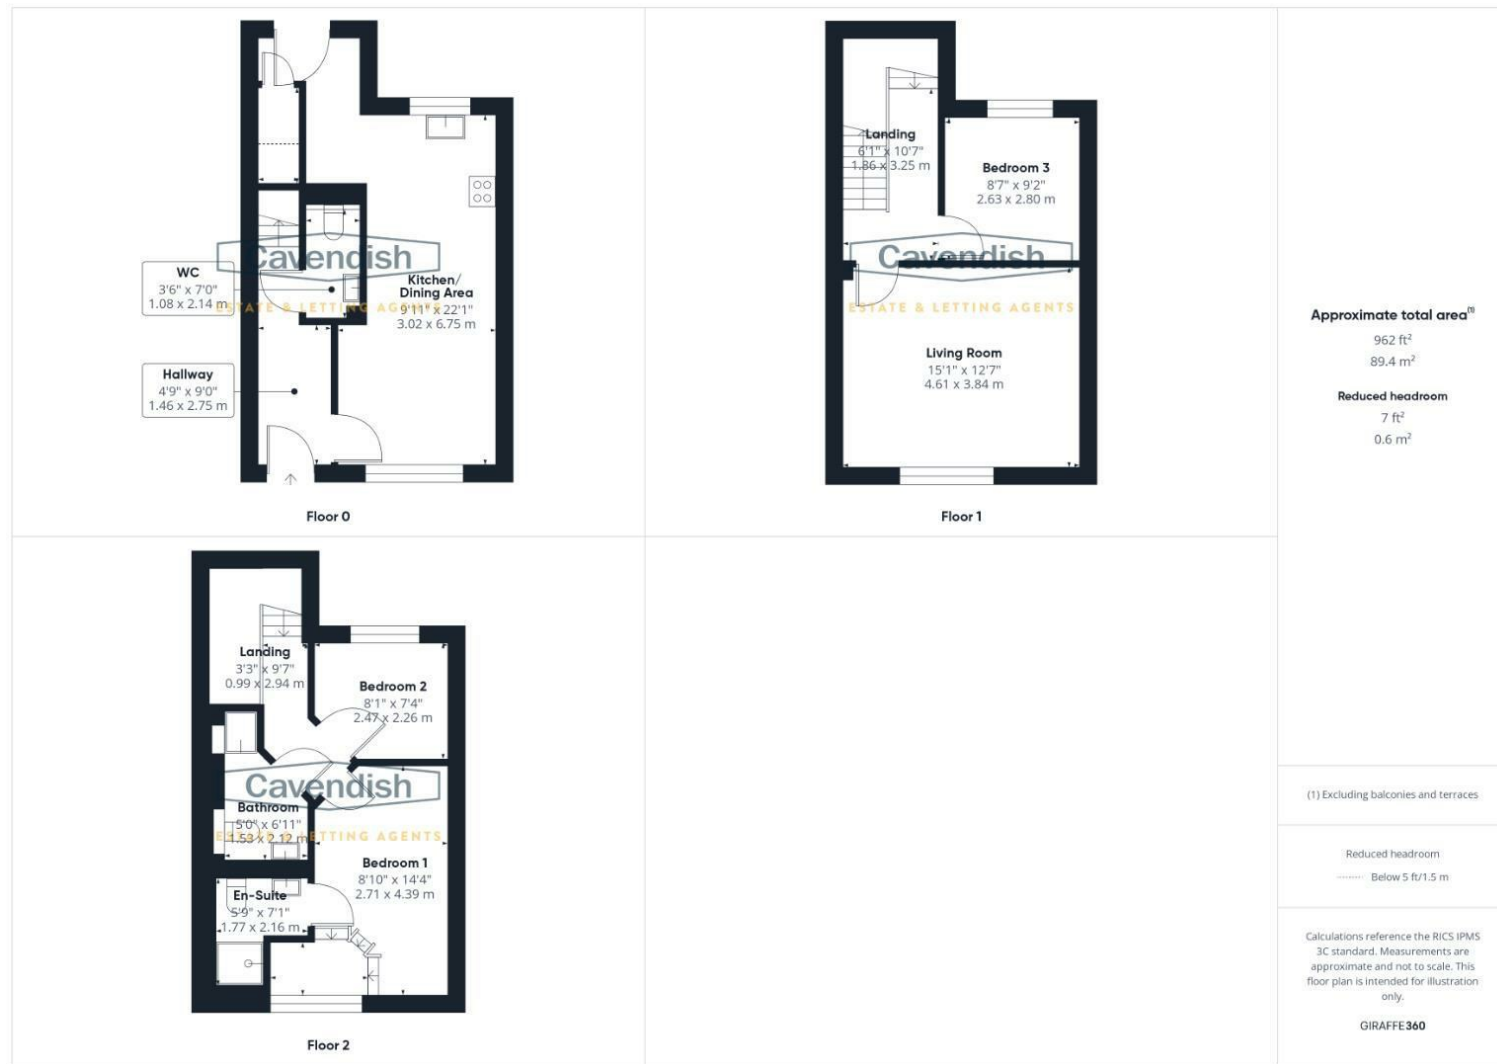 WC
3'6" x 7'0"
1.08 x 2.14 m
Hallway
4'9" x 9'0"
1.46 x 2.75 m
Cavendish
ESTATE & LETTING AGENTS
Kitchen/
Dining Area
9'11" x 22'1"
3.02 x 6.75 m
Floor 0
Landing
6'1" x 10'7"
1.86 x 3.25 m
Bedroom 3
8'7" x 9'2"
2.63 x 2.80 m
Cavendish
ESTATE & LETTING AGENTS
Living Room
15'1" x 12'7"
4.61 x 3.84 m
Floor 1
Landing
3'3" x 9'7"
0.99 x 2.94 m
Bedroom 2
8'1" x 7'4"
2.47 x 2.26 m
Cavendish
ESTATE & LETTING AGENTS
Bathroom
5'0" x 6'11"
1.53 x 2.12 m
Bedroom 1
8'10" x 14'4"
2.71 x 4.39 m
En-Suite
5'9" x 7'1"
1.77 x 2.16 m
Floor 2
Approximate total area(1)
962 ft²
89.4 m²
Reduced headroom
7 ft²
0.6 m²
(1) Excluding balconies and terraces
Reduced headroom
Below 5 ft/1.5 m
Calculations reference the RICS IPMS
3C standard. Measurements are
approximate and not to scale. This
floor plan is intended for illustration
only.
GIRAFFE360